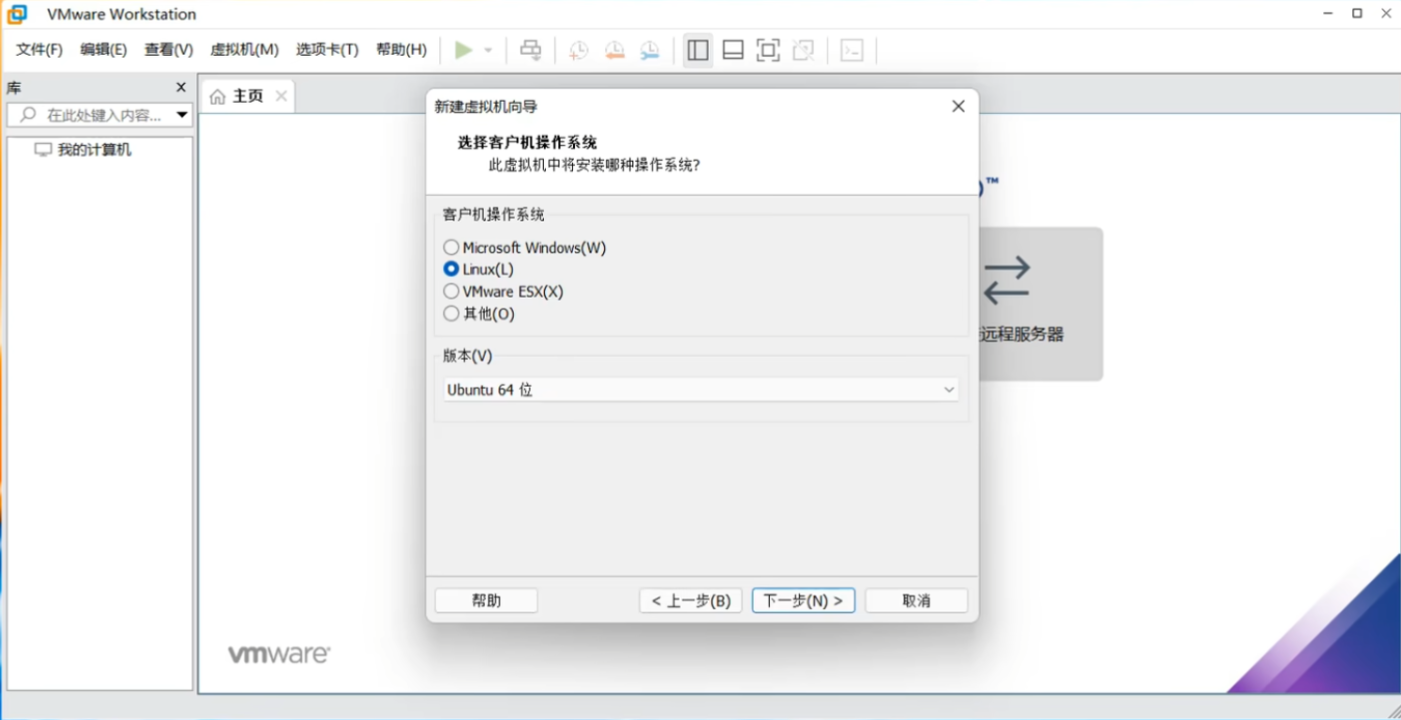 VMware Workstation
文件(F) 编辑(E) 查看(V) 虚拟机(M) 选项卡(T) 帮助(H)
库
主页
在此处键入内容...
我的计算机
新建虚拟机向导
选择客户机操作系统
此虚拟机中将安装哪种操作系统?
™
客户机操作系统
Microsoft Windows(W)
Linux(L)
VMware ESX(X)
其他(O)
远程服务器
版本(V)
Ubuntu 64 位
帮助 < 上一步(B) 下一步(N) > 取消
vmware®